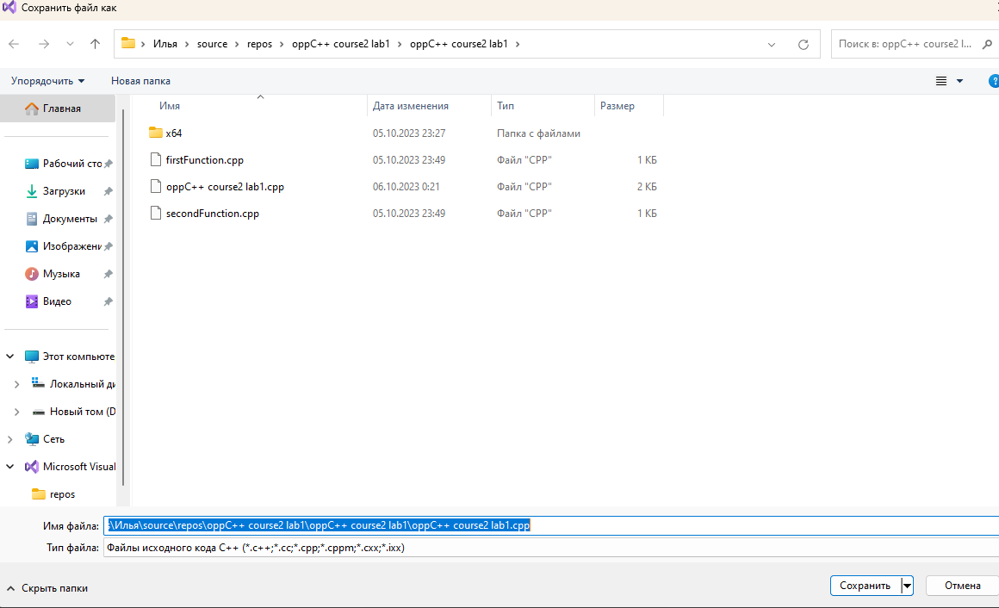 Сохранить файл как
Илья > source > repos > oppC++ course2 lab1 > oppC++ course2 lab1 >
Поиск в: oppC++ course2 l...
Упорядочить
Новая папка
?
Главная
Имя
Дата изменения
Тип
Размер
x64 05.10.2023 23:27 Папка с файлами
firstFunction.cpp 05.10.2023 23:49 Файл "CPP" 1 КБ
oppC++ course2 lab1.cpp 06.10.2023 0:21 Файл "CPP" 2 КБ
secondFunction.cpp 05.10.2023 23:49 Файл "CPP" 1 КБ
Рабочий сто
Загрузки
Документы
Изображени
Музыка
Видео
Этот компьюте
Локальный ди
Новый том (D
Сеть
Microsoft Visual
repos
Имя файла: :\Илья\source\repos\oppC++ course2 lab1\oppC++ course2 lab1\oppC++ course2 lab1.cpp
Тип файла: Файлы исходного кода C++ (*.c++;*.cc;*.cpp;*.cppm;*.cxx;*.ixx)
Скрыть папки
Сохранить
Отмена